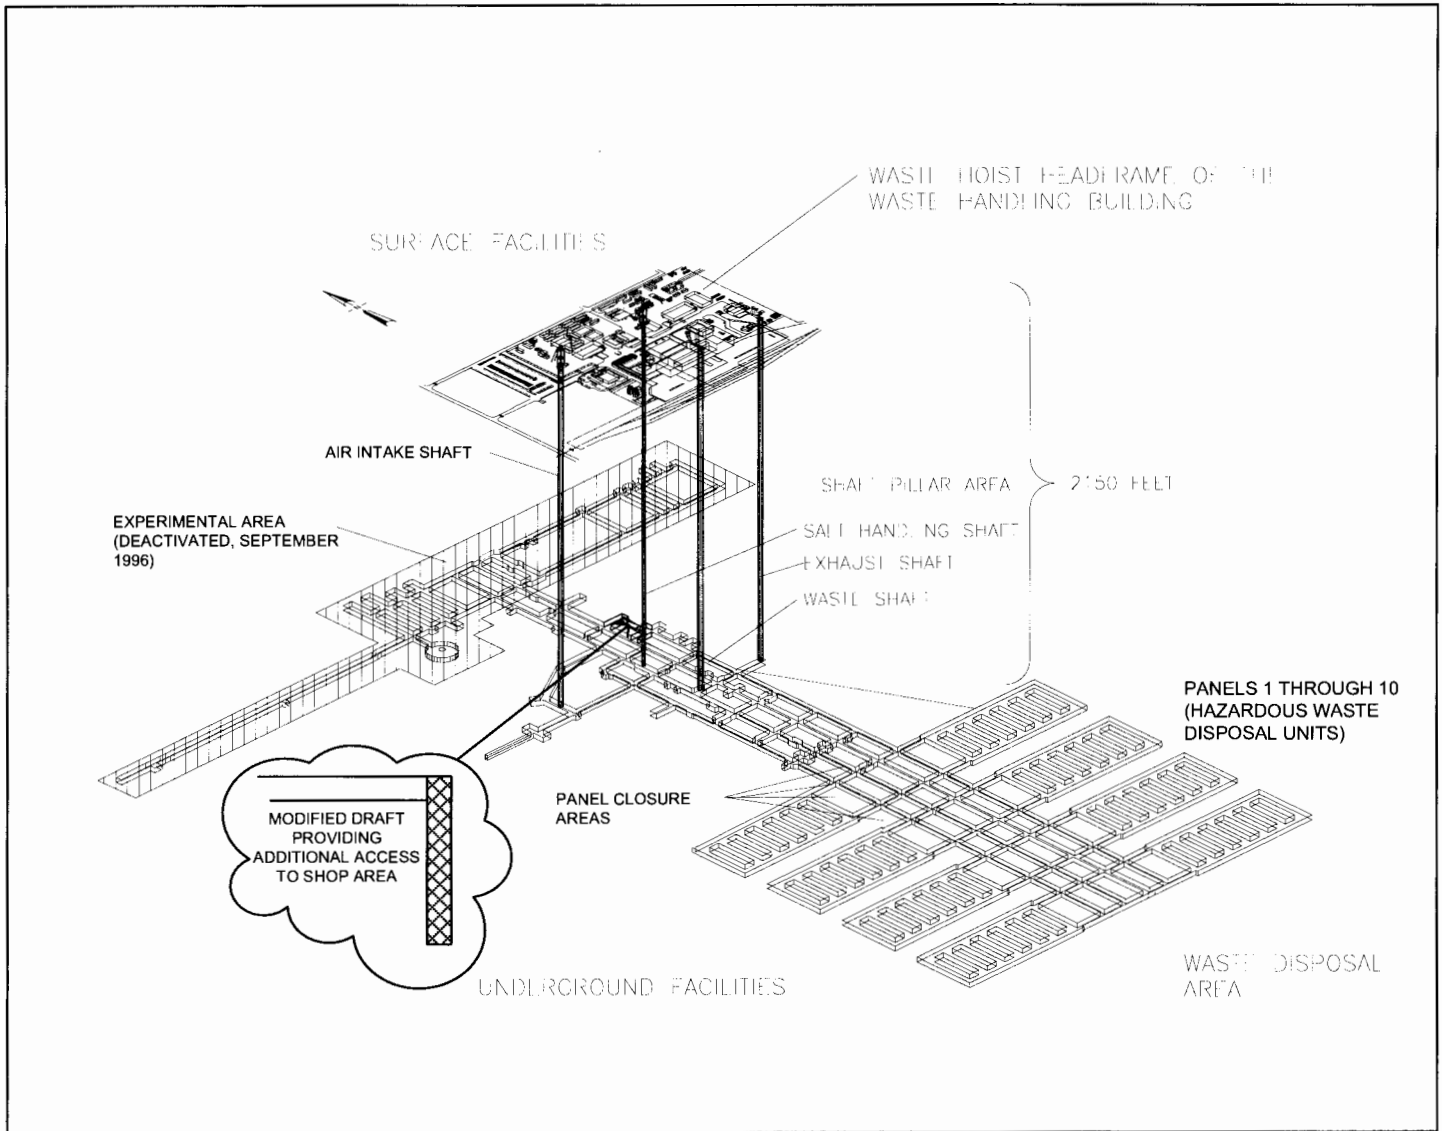 WASTE HOIST HEADFRAME OF THE
WASTE HANDLING BUILDING
SURFACE FACILITIES
AIR INTAKE SHAFT
EXPERIMENTAL AREA
(DEACTIVATED, SEPTEMBER
1996)
SHAFT PILLAR AREA
2150 FEET
SALT HANDLING SHAFT
EXHAUST SHAFT
WASTE SHAFT
PANELS 1 THROUGH 10
(HAZARDOUS WASTE
DISPOSAL UNITS)
PANEL CLOSURE
AREAS
MODIFIED DRAFT
PROVIDING
ADDITIONAL ACCESS
TO SHOP AREA
UNDERGROUND FACILITIES
WASTE DISPOSAL
AREA